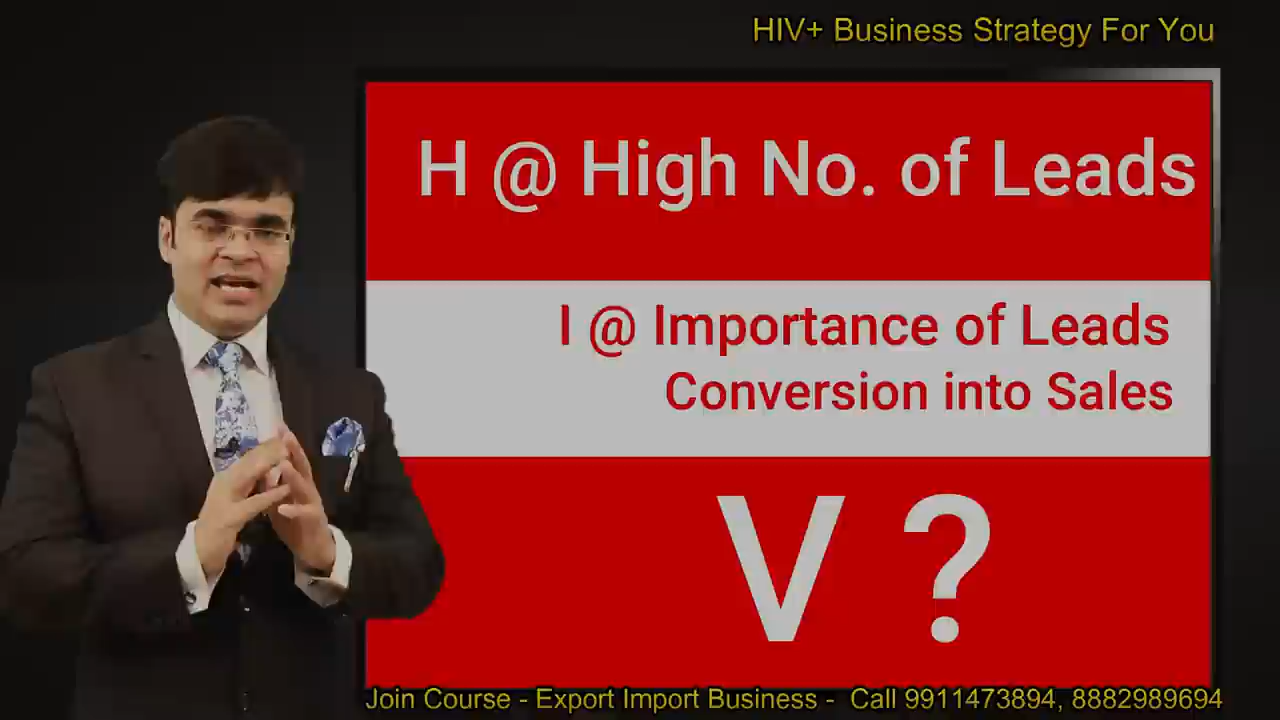 HIV+ Business Strategy For You
H @ High No. of Leads
I @ Importance of Leads
Conversion into Sales
V ?
Join Course - Export Import Business - Call 9911473894, 8882989694